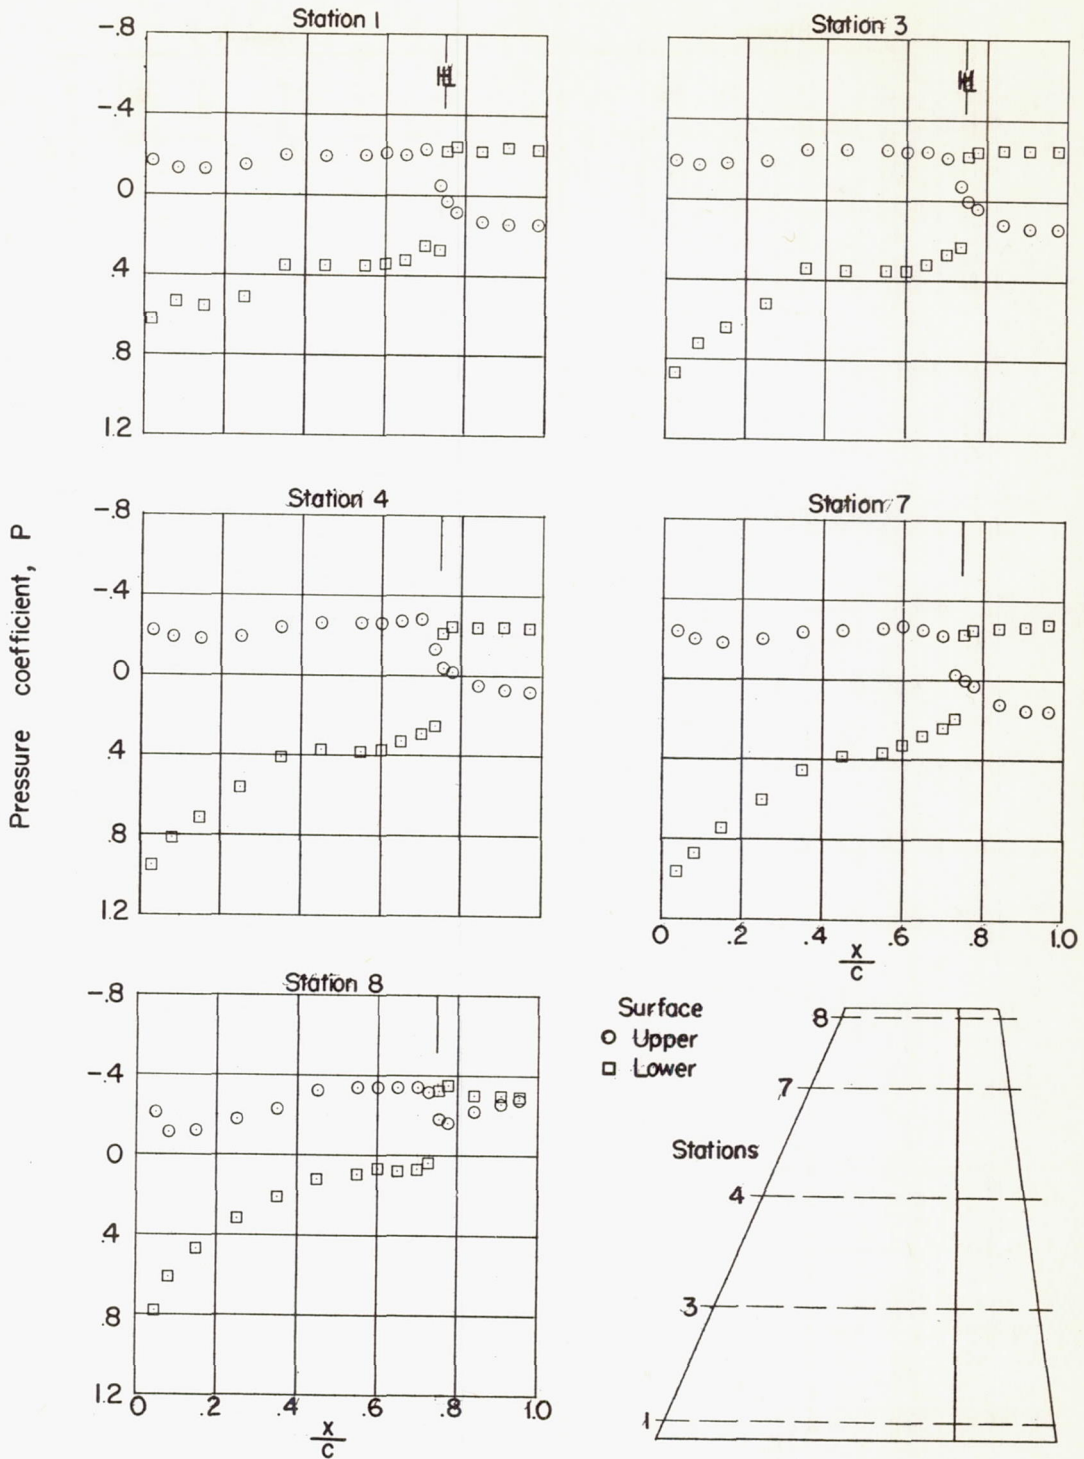 Station 1
Station 3
-.8
-.4
0
.4
.8
1.2
HL
HL
Station 4
Station 7
-.8
-.4
0
.4
.8
1.2
0 .2 .4 .6 .8 1.0
x/c
Pressure coefficient, P
Station 8
-.8
-.4
0
.4
.8
1.2
0 .2 .4 .6 .8 1.0
x/c
Surface
Upper
Lower
Stations
8
7
4
3
1